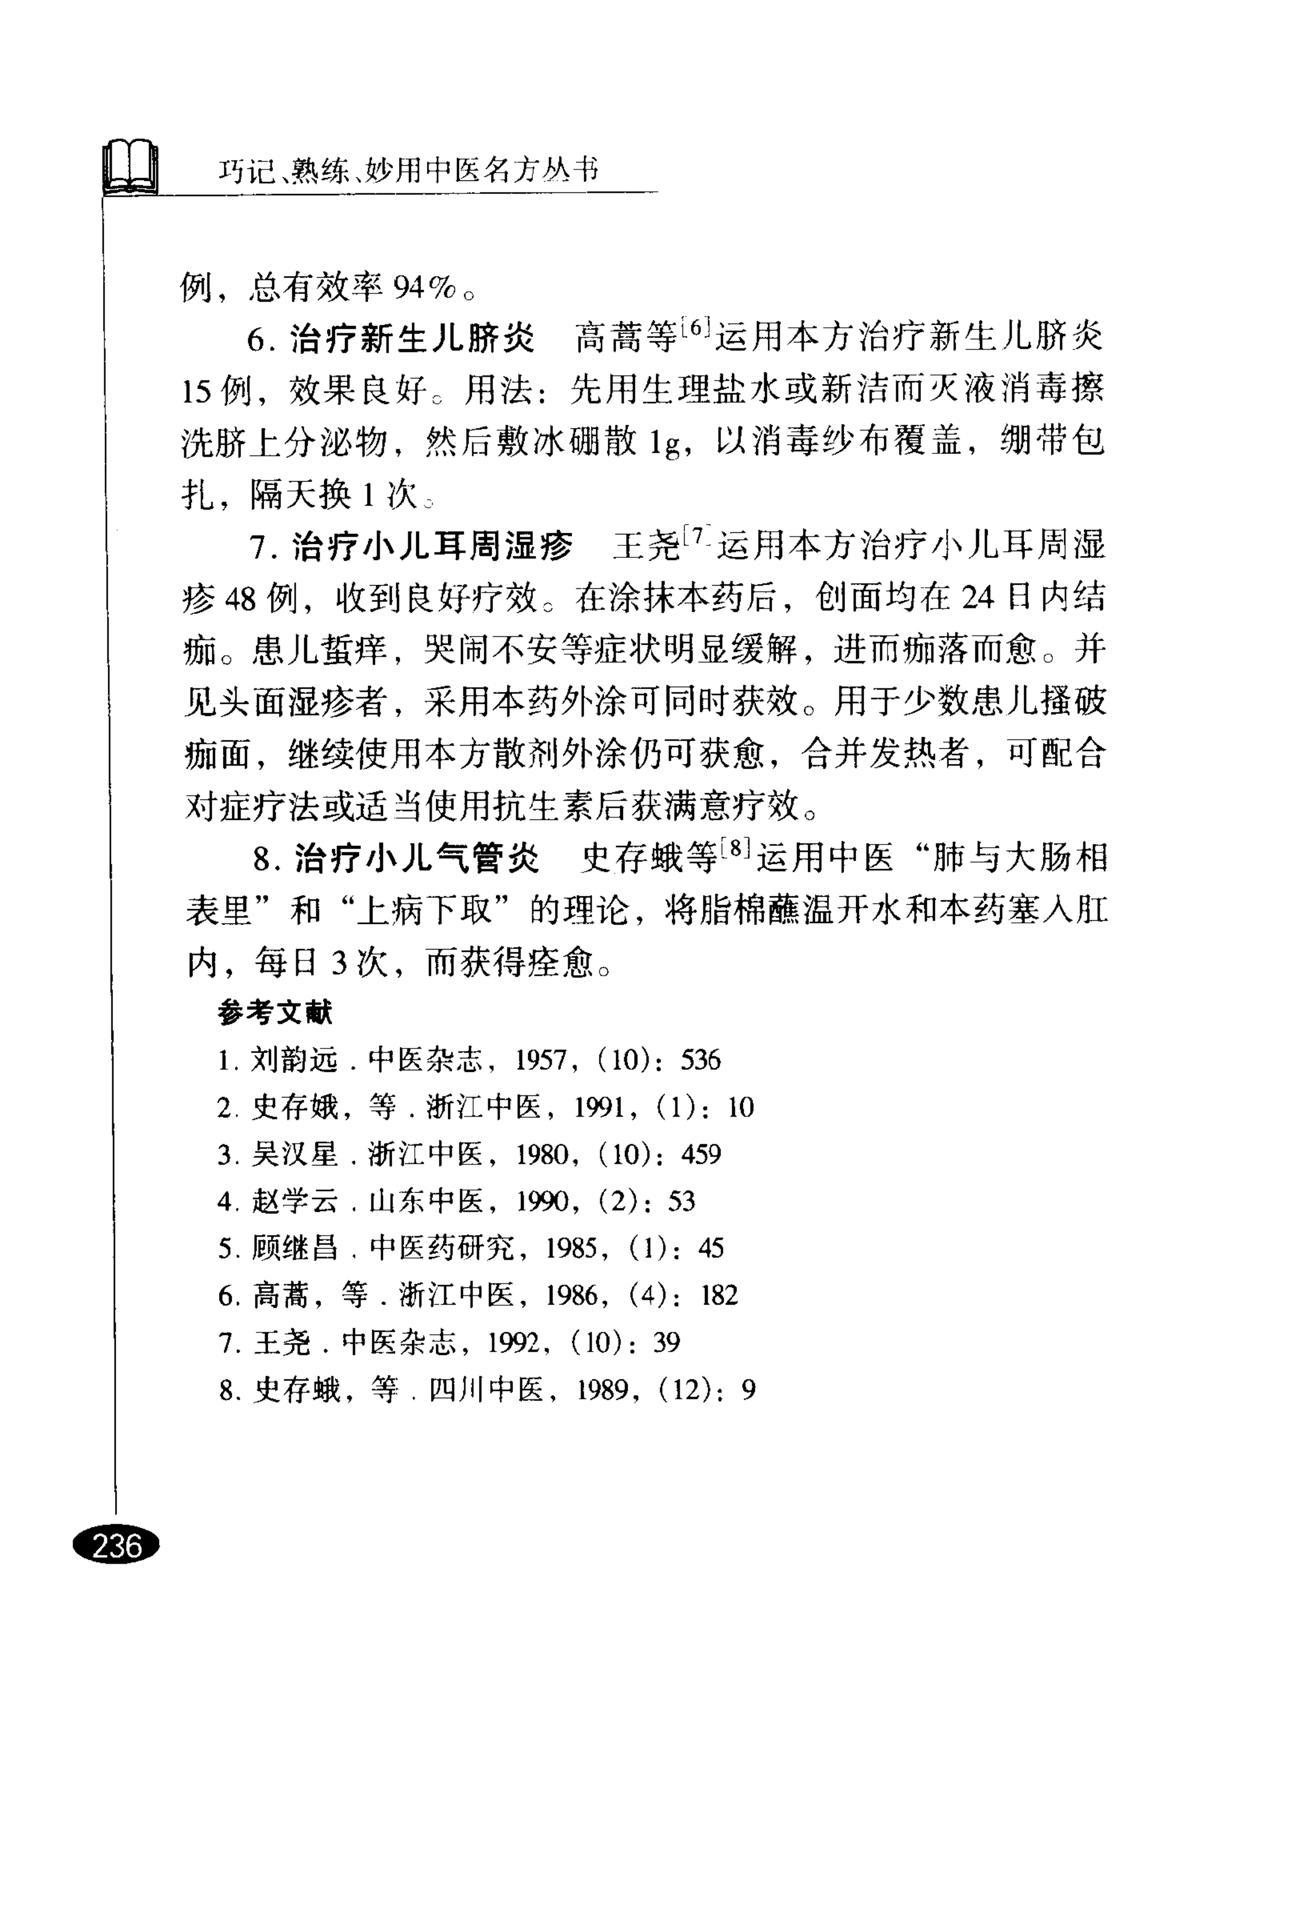 巧记、熟练、妙用中医名方丛书
例，总有效率 94%。
6. 治疗新生儿脐炎　高蒿等[6]运用本方治疗新生儿脐炎
15 例，效果良好。用法：先用生理盐水或新洁而灭液消毒擦
洗脐上分泌物，然后敷冰硼散 1g，以消毒纱布覆盖，绷带包
扎，隔天换 1 次。
7. 治疗小儿耳周湿疹　王尧[7]运用本方治疗小儿耳周湿
疹 48 例，收到良好疗效。在涂抹本药后，创面均在 24 日内结
痂。患儿蜇痒，哭闹不安等症状明显缓解，进而痂落而愈。并
见头面湿疹者，采用本药外涂可同时获效。用于少数患儿搔破
痂面，继续使用本方散剂外涂仍可获愈，合并发热者，可配合
对症疗法或适当使用抗生素后获满意疗效。
8. 治疗小儿气管炎　史存蛾等[8]运用中医“肺与大肠相
表里”和“上病下取”的理论，将脂棉蘸温开水和本药塞入肛
内，每日 3 次，而获得痊愈。
参考文献
1. 刘韵远．中医杂志，1957，（10）：536
2. 史存娥，等．浙江中医，1991，（1）：10
3. 吴汉星．浙江中医，1980，（10）：459
4. 赵学云．山东中医，1990，（2）：53
5. 顾继昌．中医药研究，1985，（1）：45
6. 高蒿，等．浙江中医，1986，（4）：182
7. 王尧．中医杂志，1992，（10）：39
8. 史存蛾，等．四川中医，1989，（12）：9
236